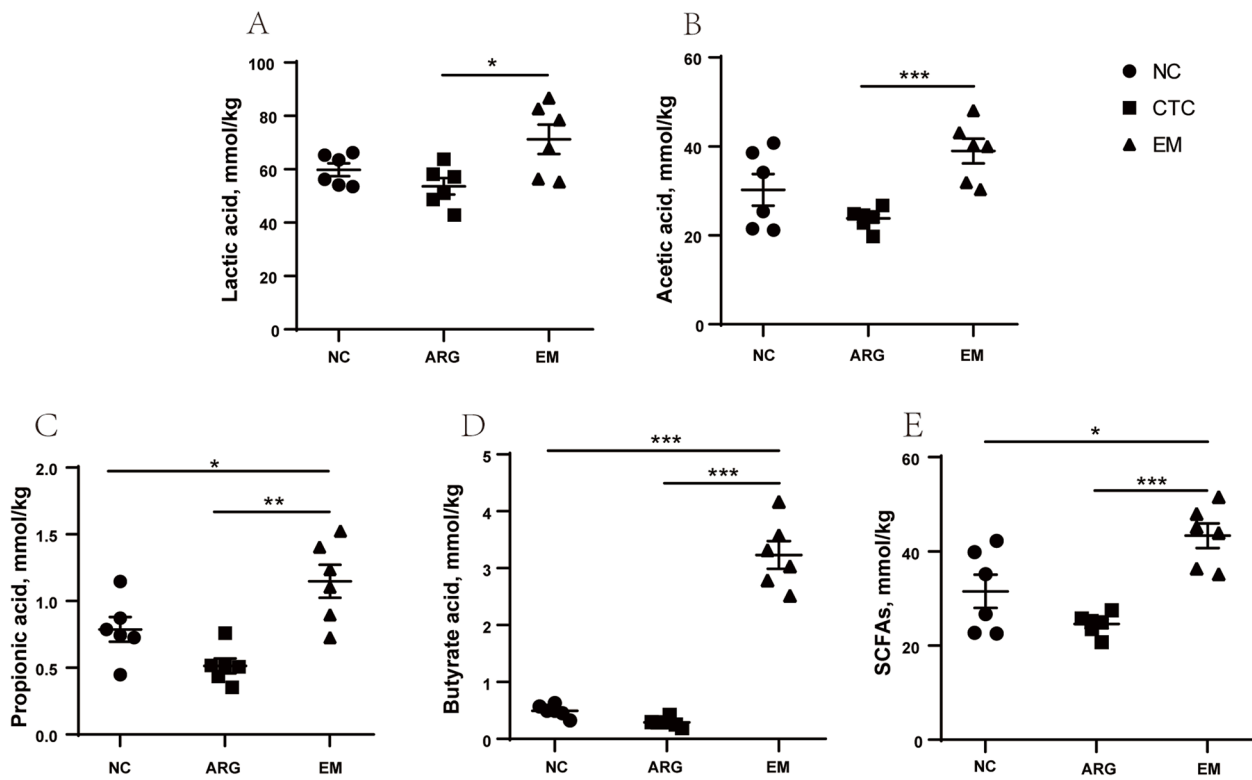 A
Lactic acid, mmol/kg
100
80
60
40
20
0
*
NC ARG EM
B
Acetic acid, mmol/kg
60
40
20
0
***
NC ARG EM
NC
CTC
EM
C
Propionic acid, mmol/kg
2.0
1.5
1.0
0.5
0.0
*
**
NC ARG EM
D
Butyrate acid, mmol/kg
5
4
3
2
1
0
***
***
NC ARG EM
E
SCFAs, mmol/kg
60
40
20
0
*
***
NC ARG EM